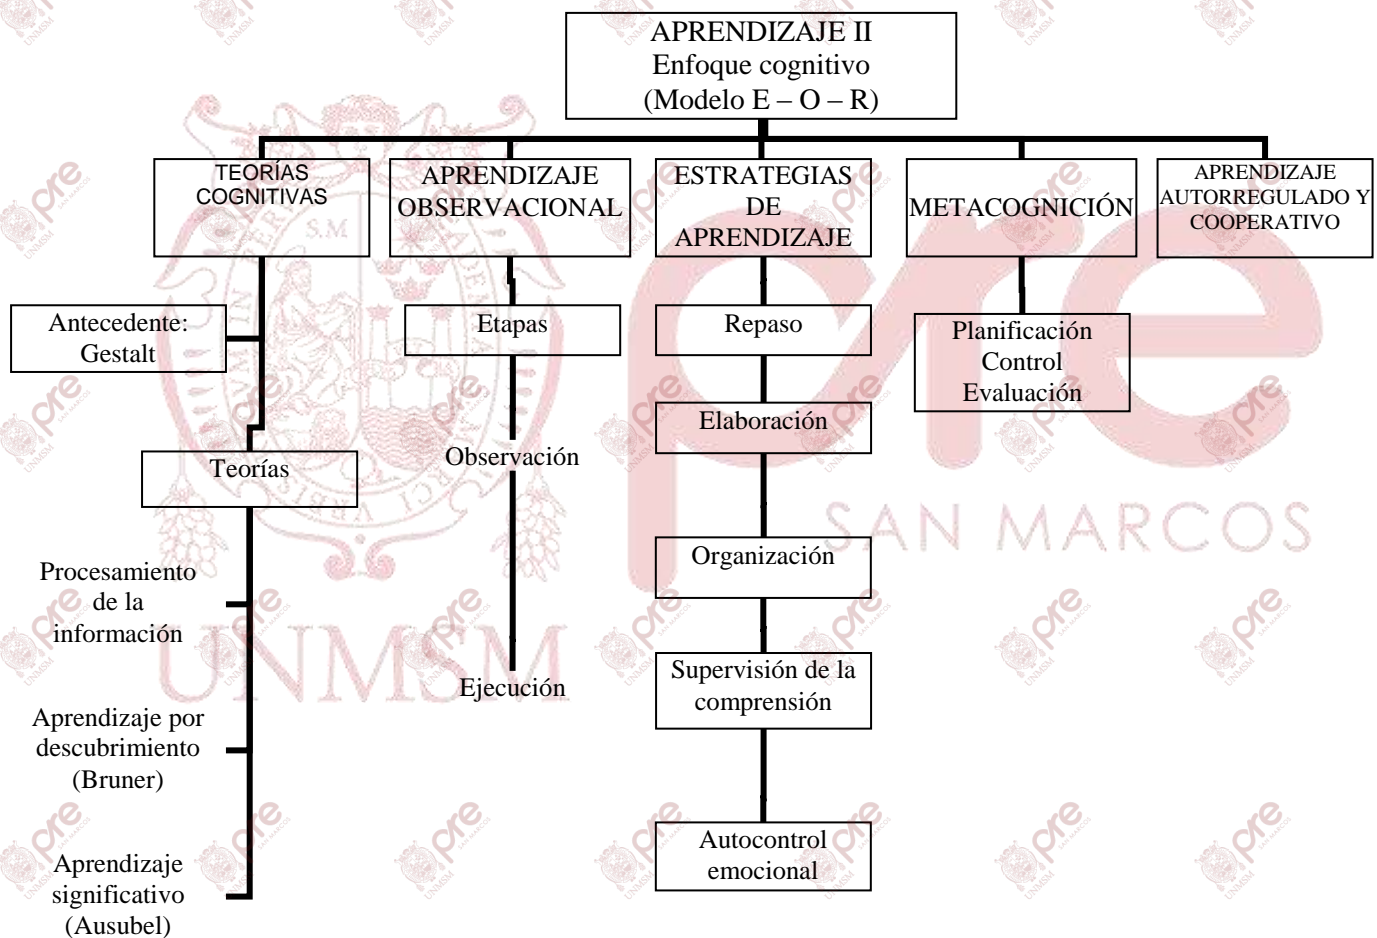 APRENDIZAJE II
Enfoque cognitivo
(Modelo E – O – R)
TEORÍAS
COGNITIVAS
APRENDIZAJE
OBSERVACIONAL
ESTRATEGIAS
DE
APRENDIZAJE
METACOGNICIÓN
APRENDIZAJE
AUTORREGULADO Y
COOPERATIVO
Antecedente:
Gestalt
Etapas
Repaso
Planificación
Control
Evaluación
Elaboración
Teorías
Observación
Organización
Procesamiento
de la
información
Supervisión de la
comprensión
Ejecución
Aprendizaje por
descubrimiento
(Bruner)
Autocontrol
emocional
Aprendizaje
significativo
(Ausubel)
pre
SAN MARCOS
UNMSM